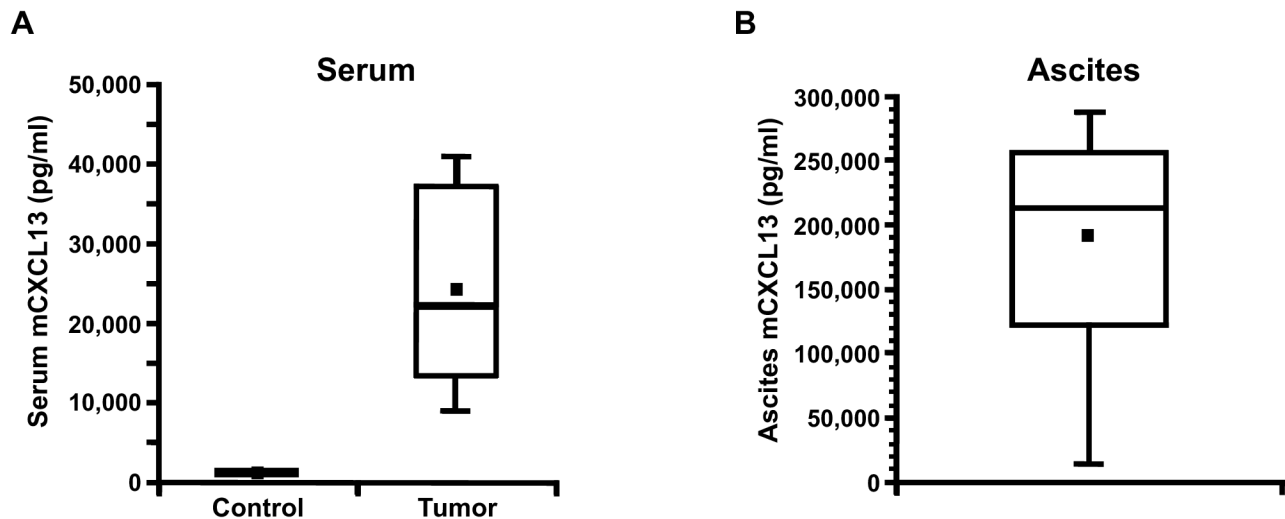 A
Serum
Serum mCXCL13 (pg/ml)
50,000
40,000
30,000
20,000
10,000
0
Control
Tumor
B
Ascites
Ascites mCXCL13 (pg/ml)
300,000
250,000
200,000
150,000
100,000
50,000
0